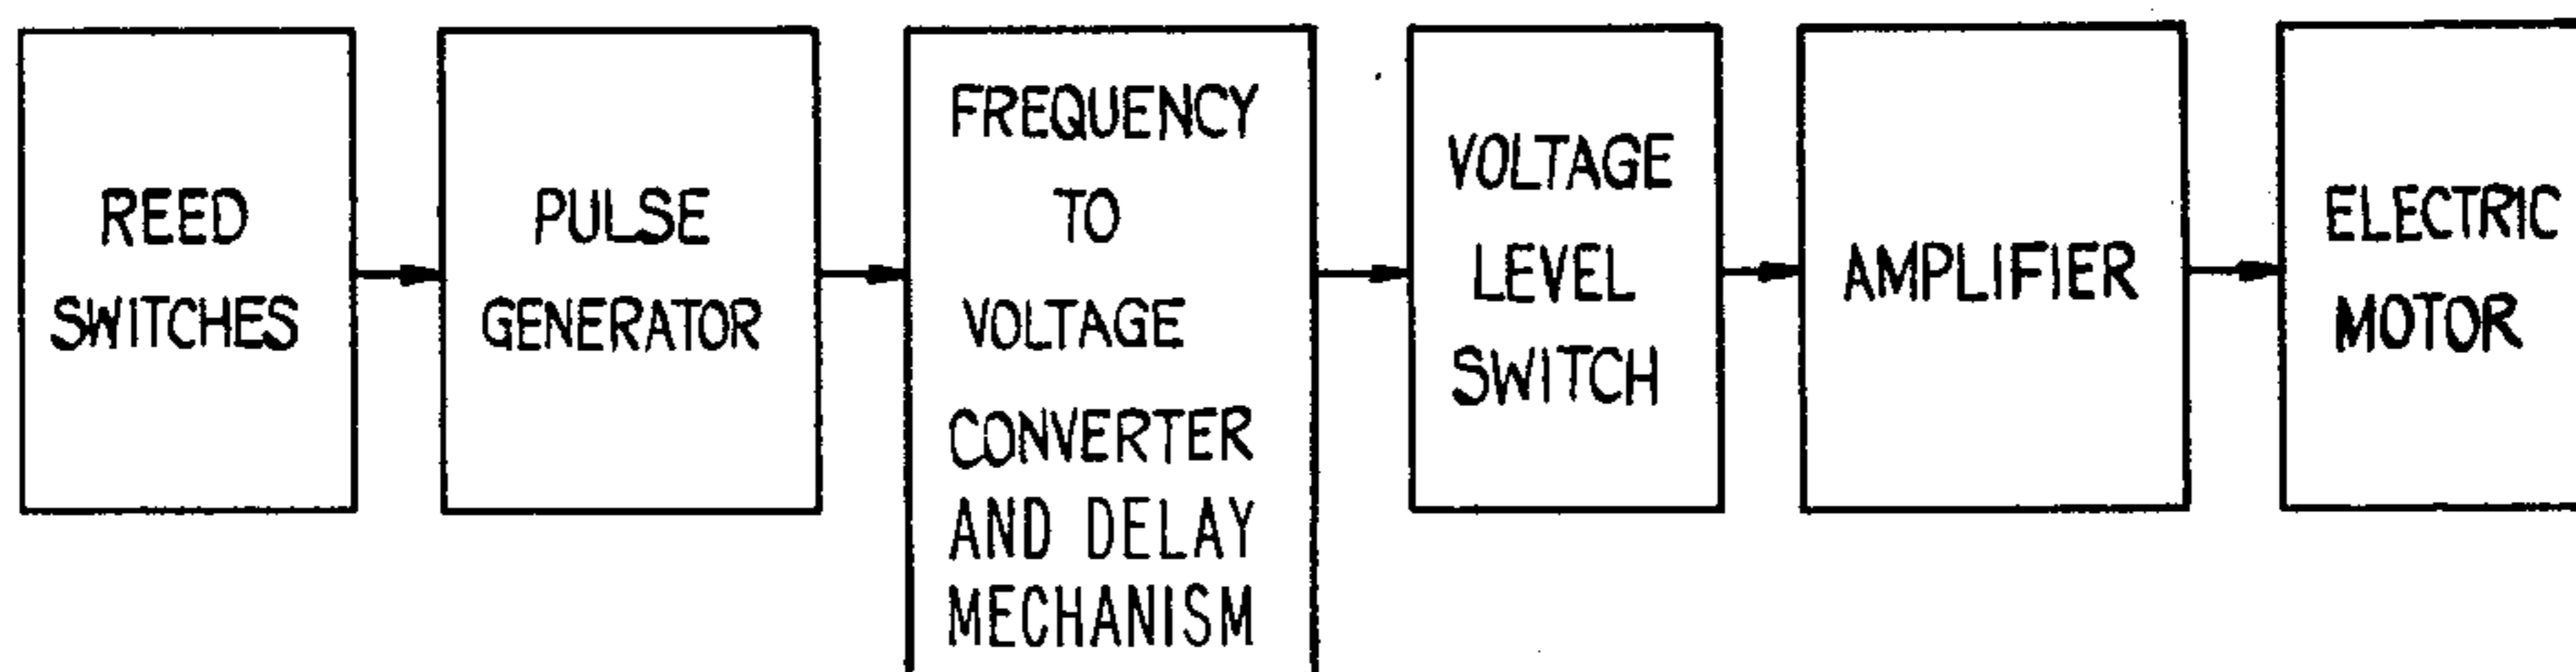 REED
SWITCHES
PULSE
GENERATOR
FREQUENCY
TO
VOLTAGE
CONVERTER
AND DELAY
MECHANISM
VOLTAGE
LEVEL
SWITCH
AMPLIFIER
ELECTRIC
MOTOR